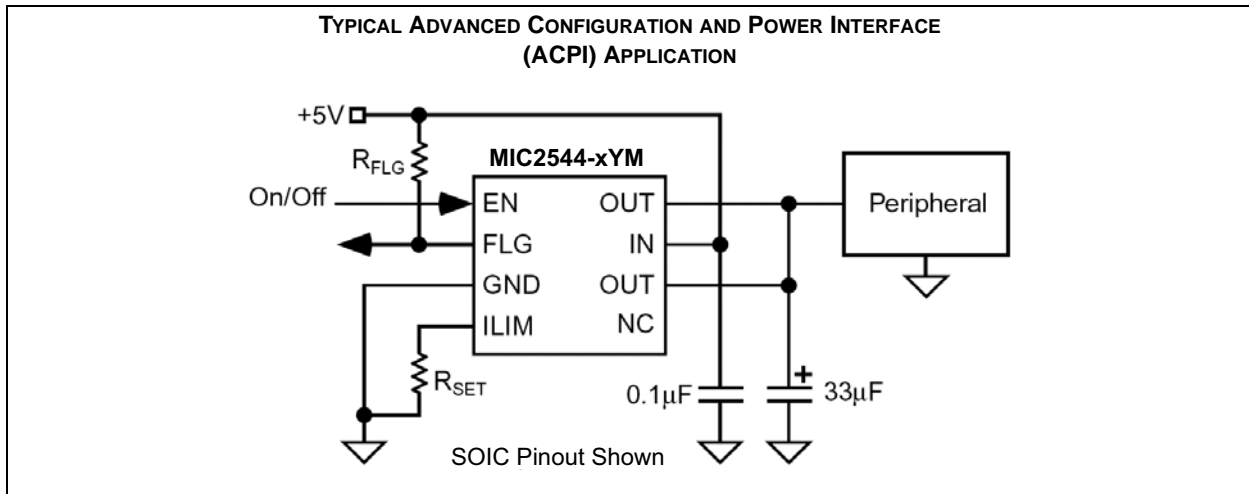 TYPICAL ADVANCED CONFIGURATION AND POWER INTERFACE
(ACPI) APPLICATION
+5V
RFLG
MIC2544-xYM
On/Off
EN
OUT
FLG
IN
GND
OUT
ILIM
NC
Peripheral
RSET
0.1μF
+
33μF
SOIC Pinout Shown